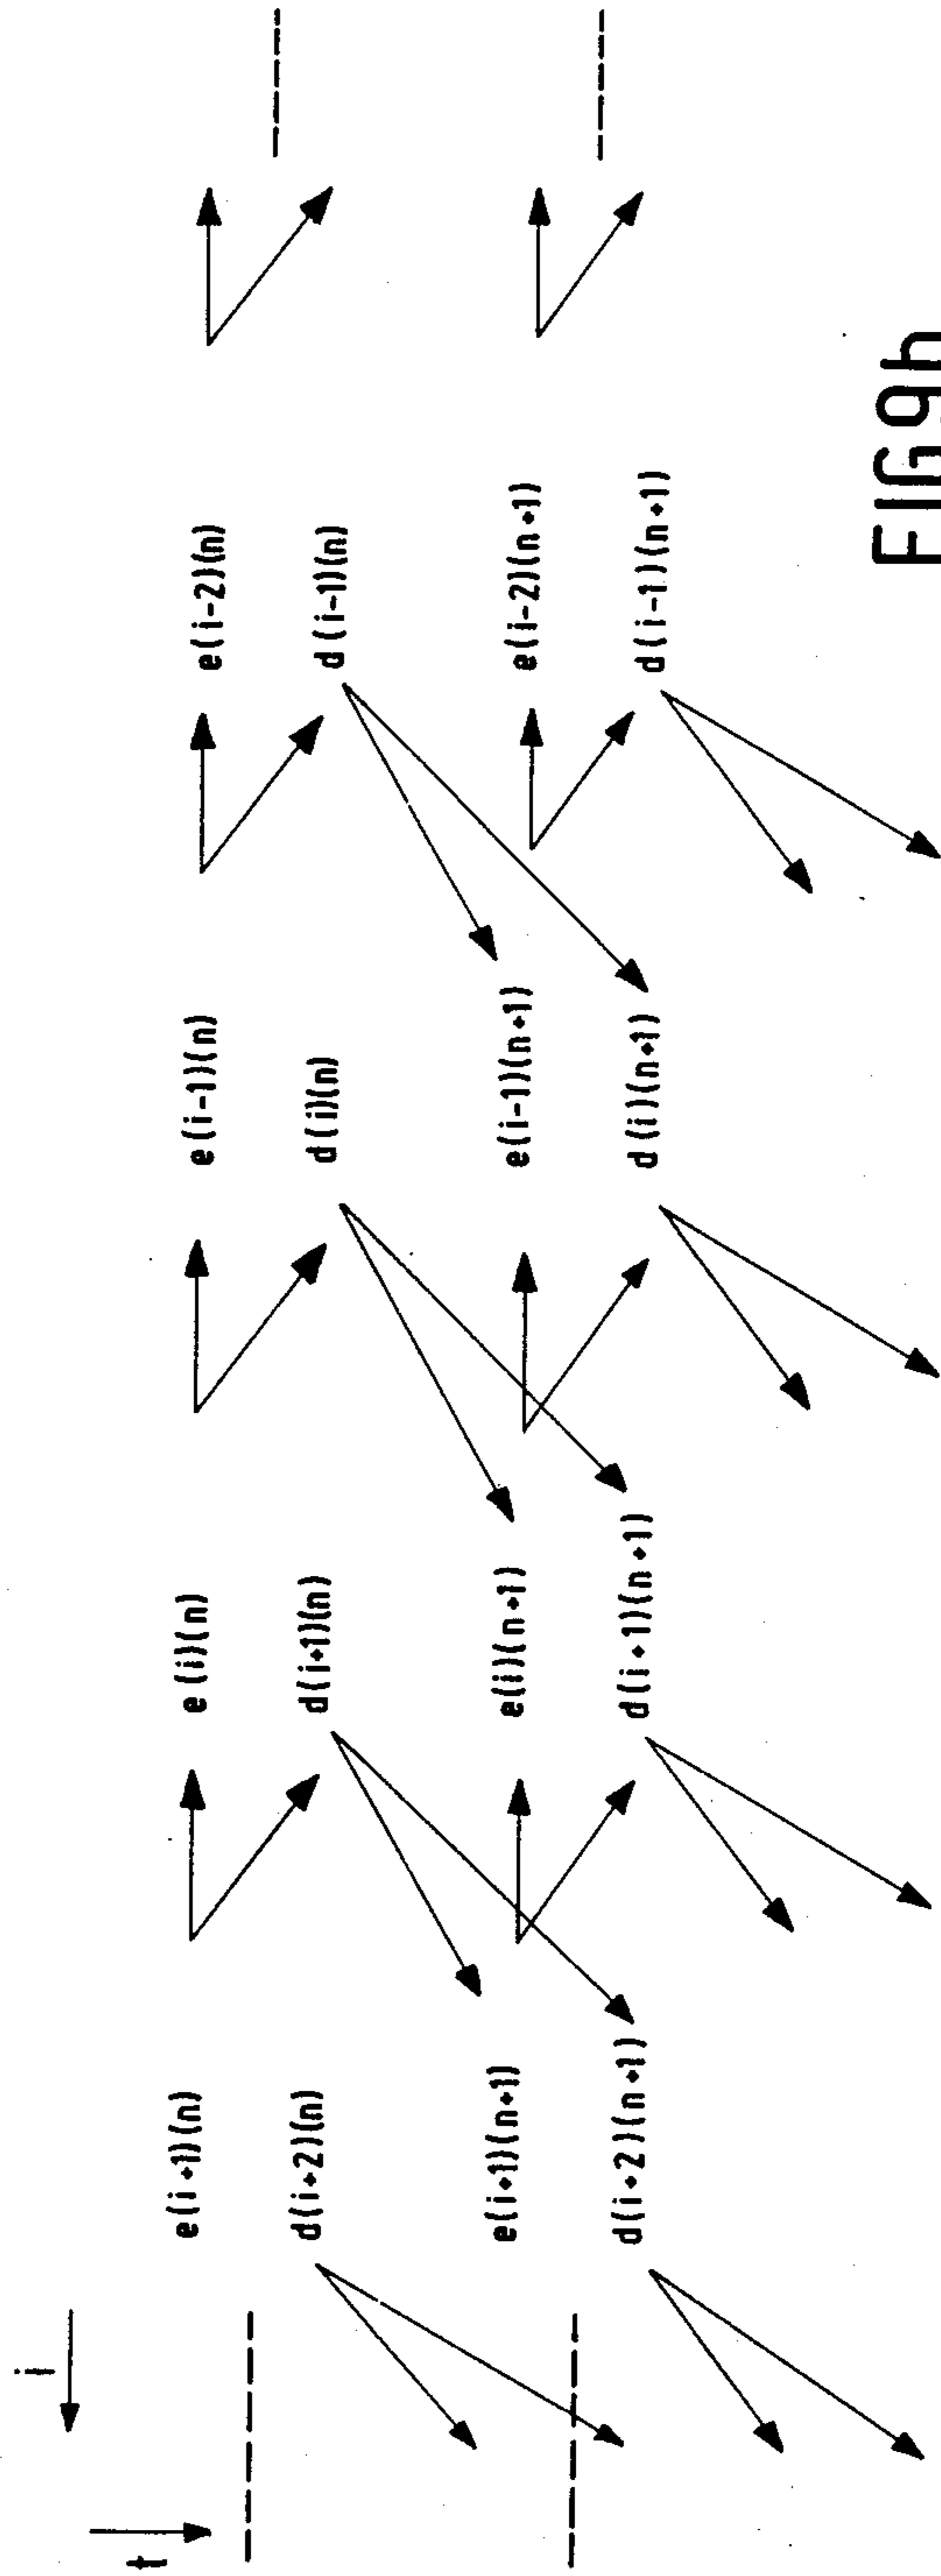 i
t
e(i+1)(n) e(i)(n) e(i-1)(n) e(i-2)(n)
d(i+2)(n) d(i+1)(n) d(i)(n) d(i-1)(n)
e(i+1)(n+1) e(i)(n+1) e(i-1)(n+1) e(i-2)(n+1)
d(i+2)(n+1) d(i+1)(n+1) d(i)(n+1) d(i-1)(n+1)
FIG9b